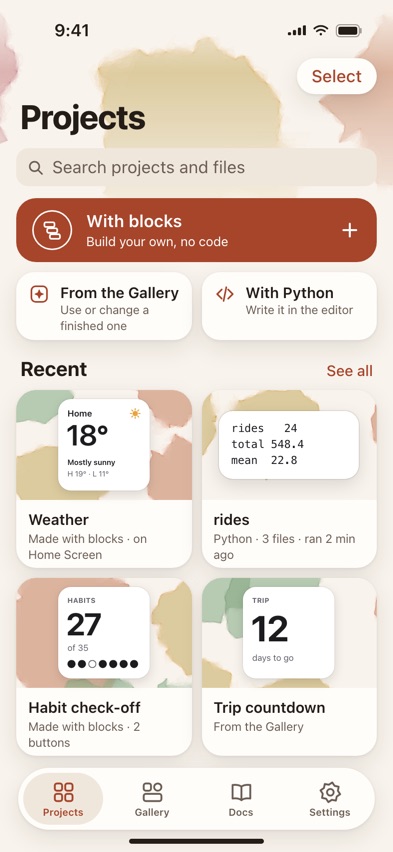 9:41
Select
Projects
Search projects and files
With blocks
Build your own, no code
From the Gallery
Use or change a
finished one
With Python
Write it in the editor
Recent
See all
Home
18°
Mostly sunny
H 19° · L 11°
Weather
Made with blocks · on
Home Screen
rides 24
total 548.4
mean 22.8
rides
Python · 3 files · ran 2 min
ago
HABITS
27
of 35
Habit check-off
Made with blocks · 2
buttons
TRIP
12
days to go
Trip countdown
From the Gallery
Projects
Gallery
Docs
Settings